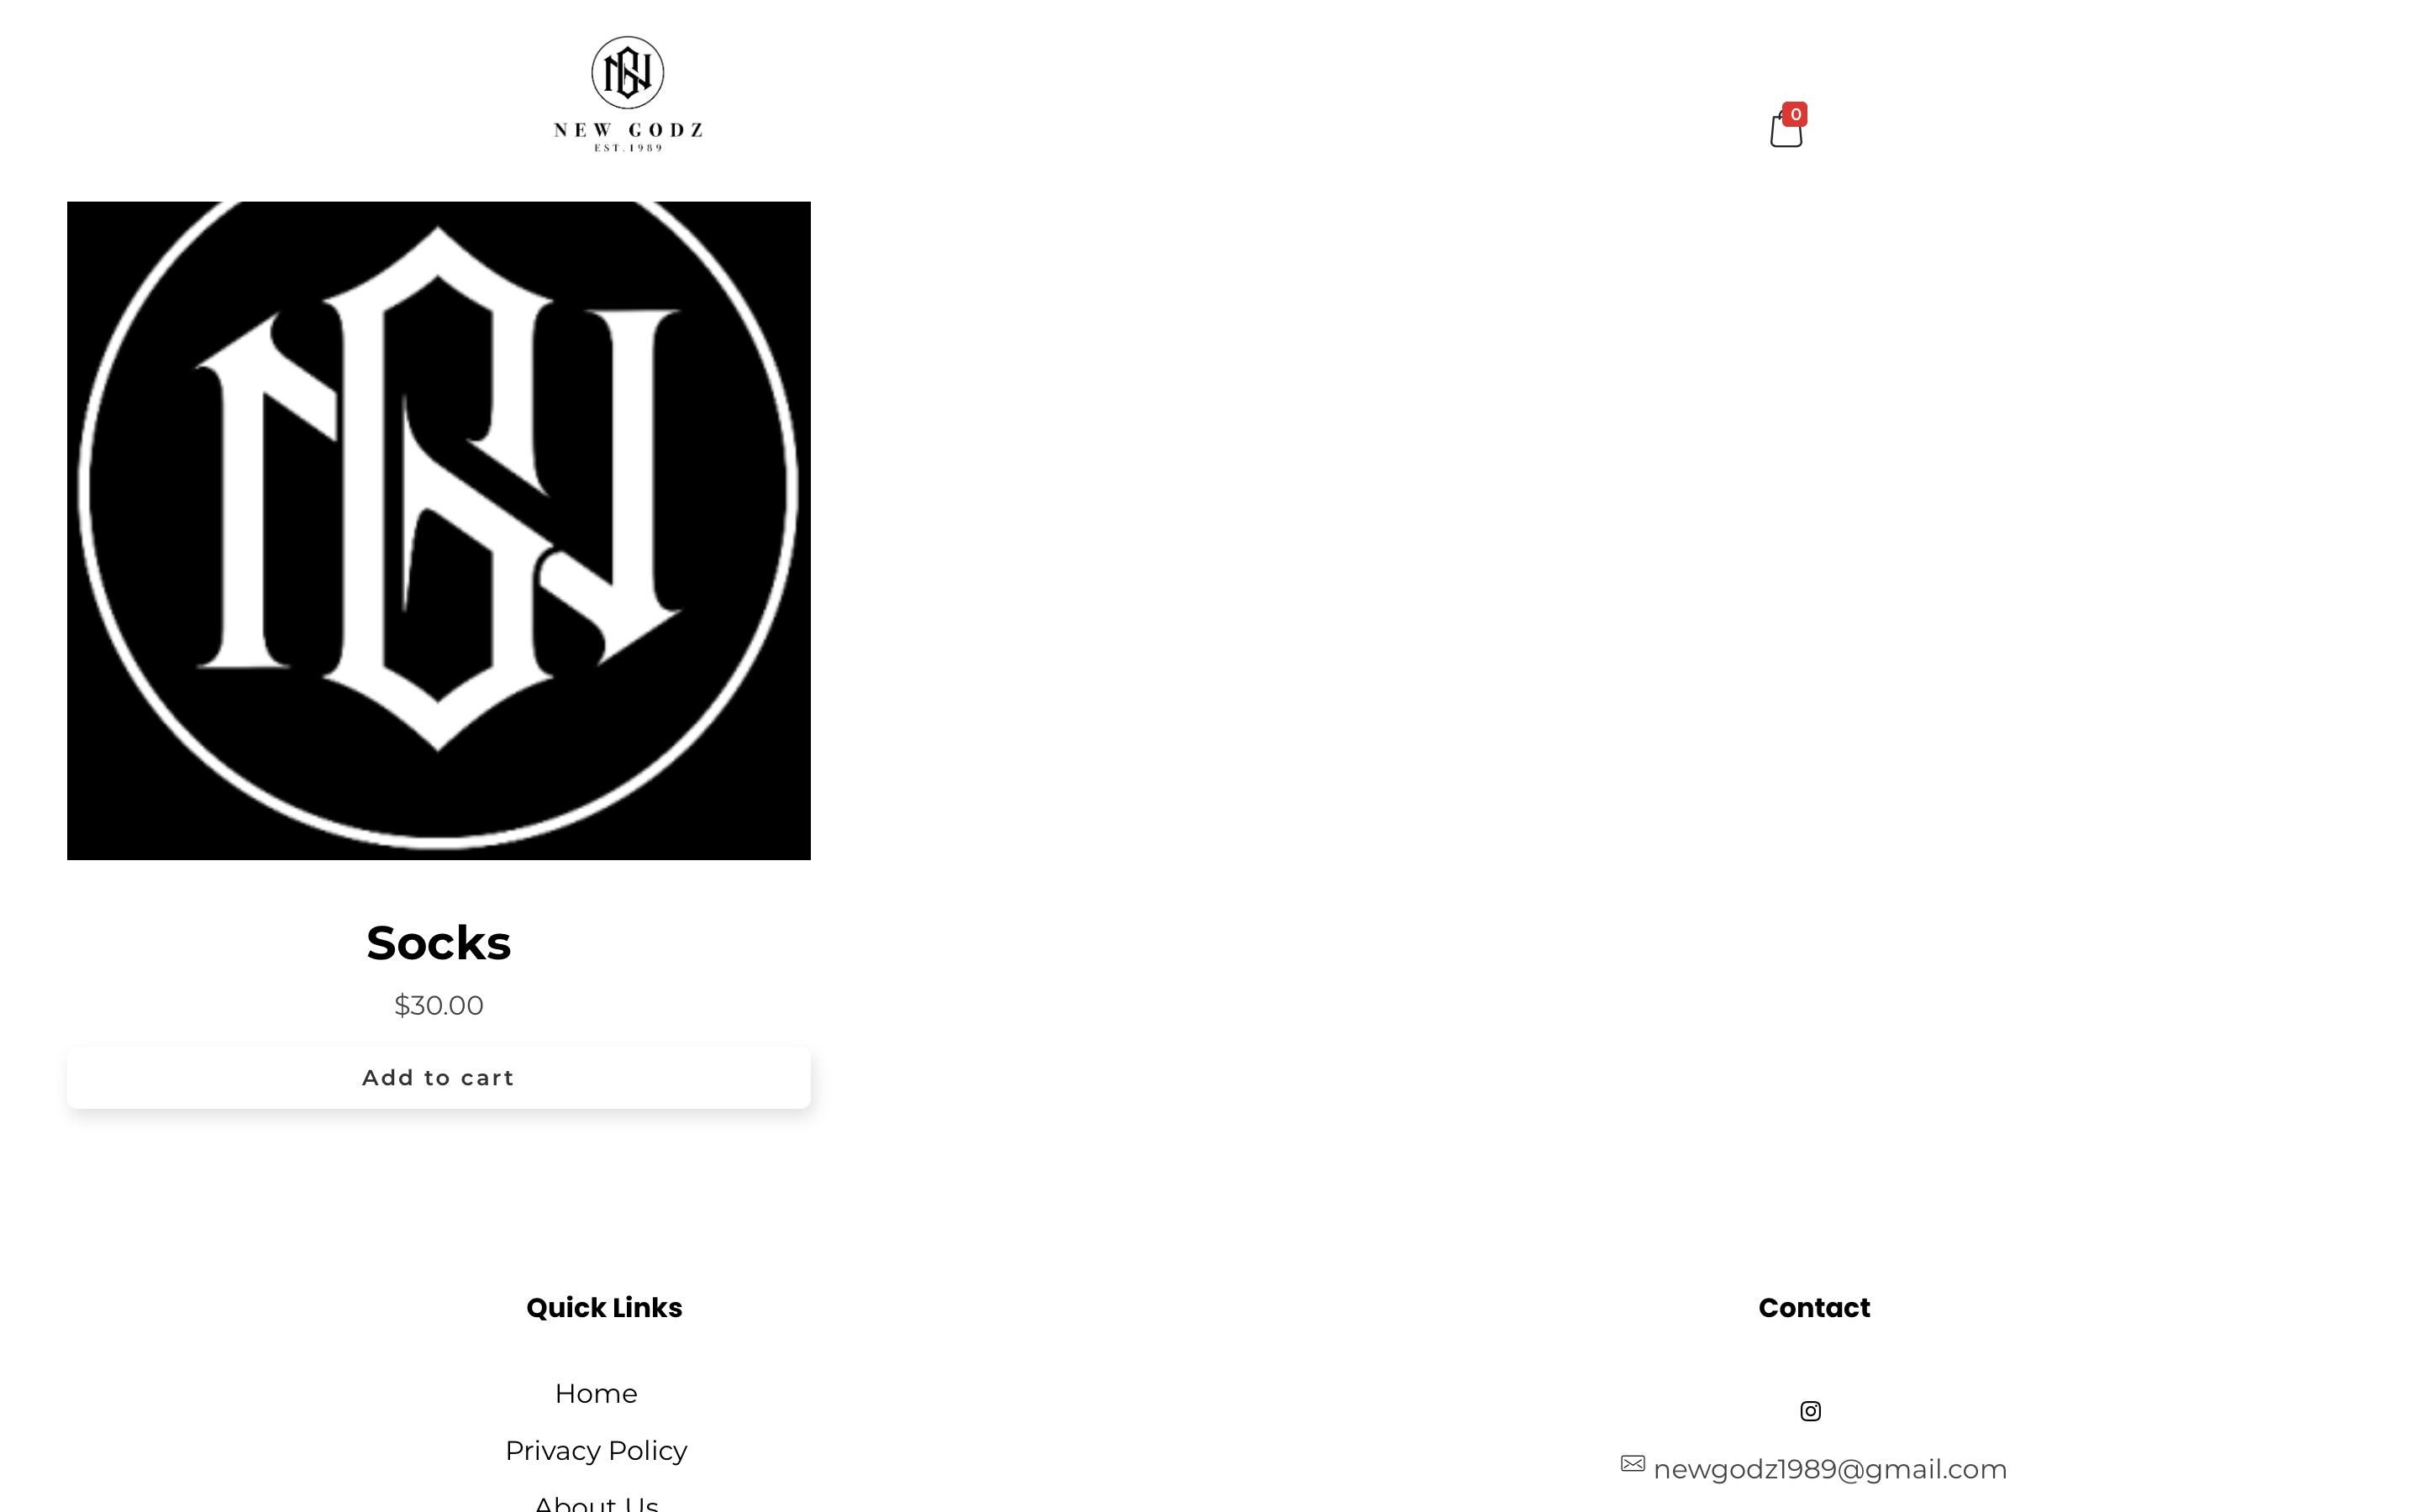 NEW GODZ
EST.1989
0
Socks
$30.00
Add to cart
Quick Links
Home
Privacy Policy
About Us
Contact
newgodz1989@gmail.com